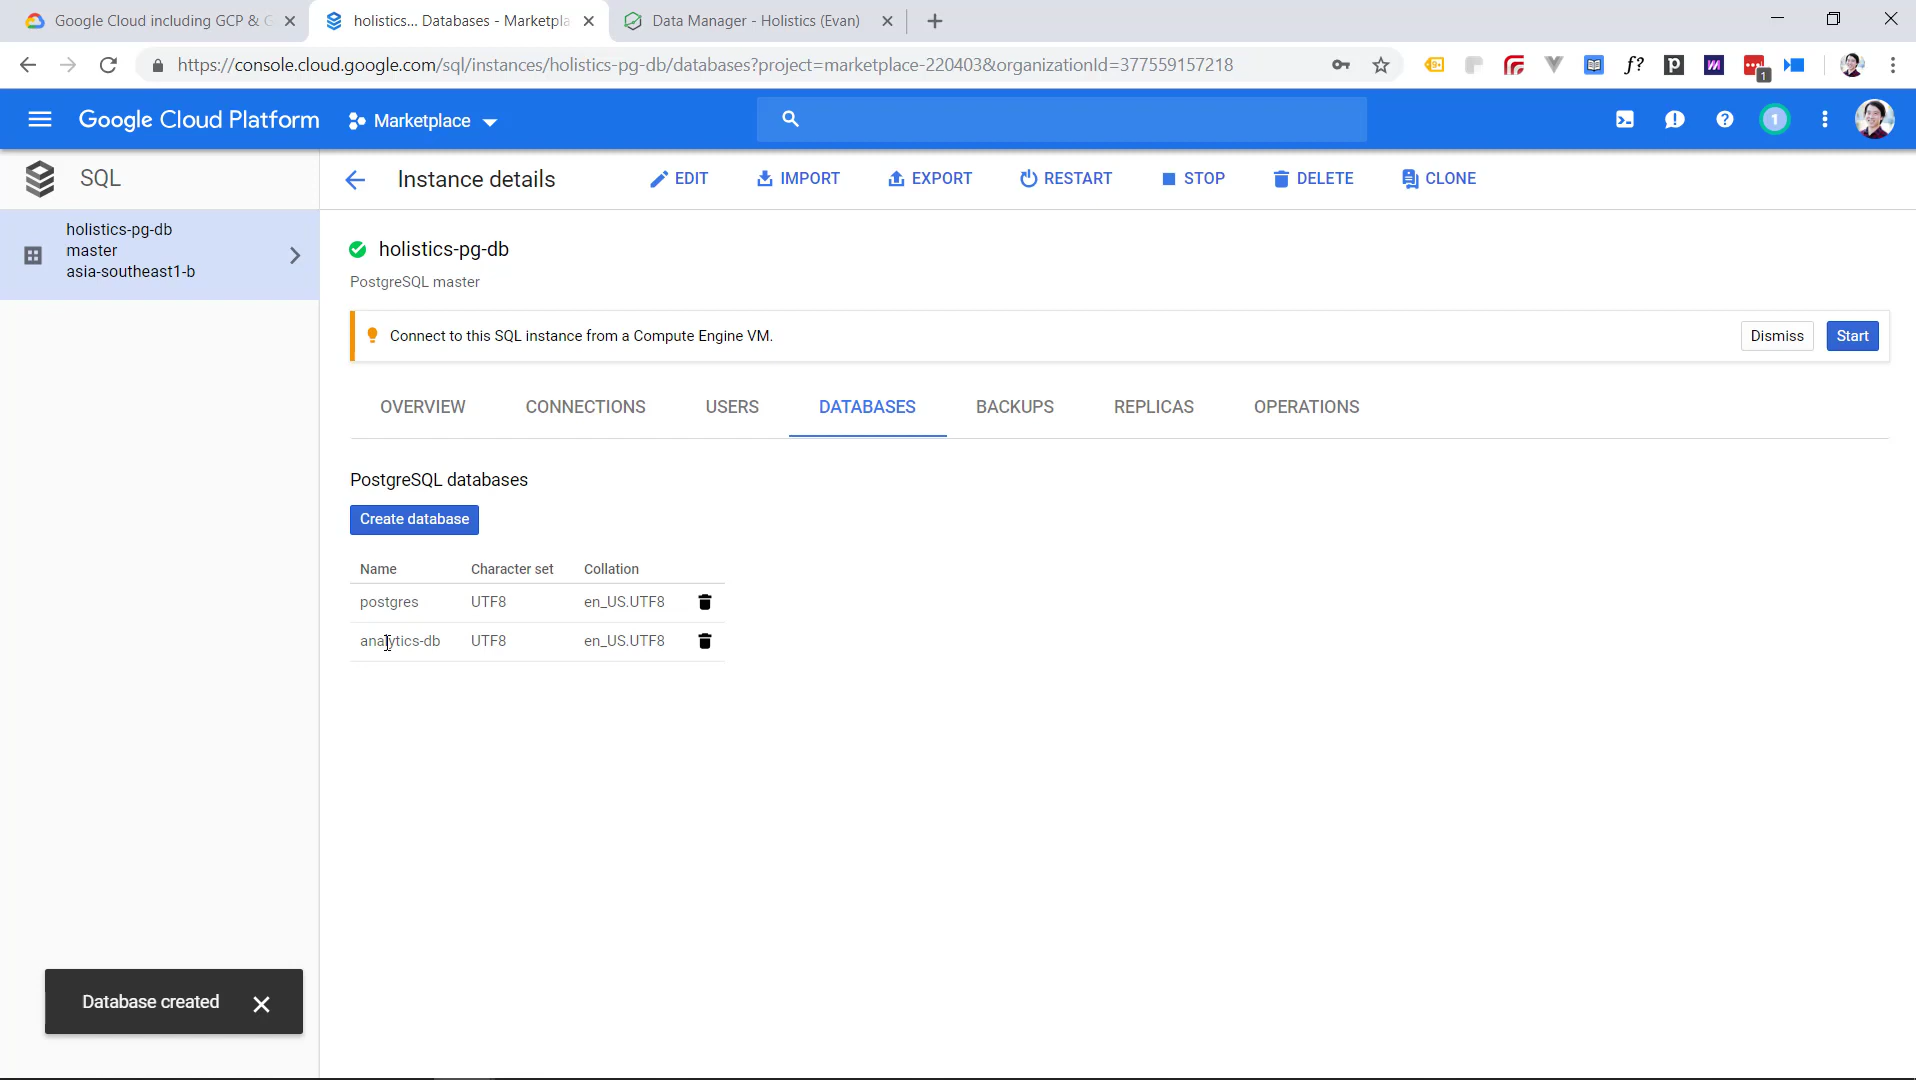 Google Cloud including GCP & G
holistics... Databases - Marketpla
Data Manager - Holistics (Evan)
https://console.cloud.google.com/sql/instances/holistics-pg-db/databases?project=marketplace-220403&organizationId=377559157218
Google Cloud Platform
Marketplace
1
SQL
Instance details
EDIT
IMPORT
EXPORT
RESTART
STOP
DELETE
CLONE
holistics-pg-db
master
asia-southeast1-b
holistics-pg-db
PostgreSQL master
Connect to this SQL instance from a Compute Engine VM.
Dismiss
Start
OVERVIEW
CONNECTIONS
USERS
DATABASES
BACKUPS
REPLICAS
OPERATIONS
PostgreSQL databases
Create database
Name Character set Collation
postgres UTF8 en_US.UTF8
analytics-db UTF8 en_US.UTF8
Database created